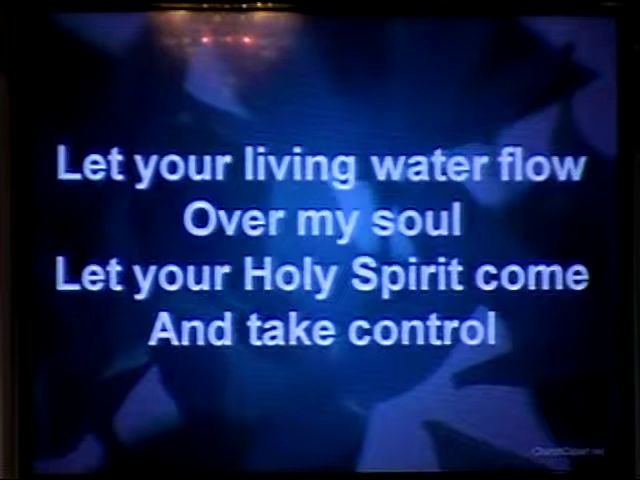 Let your living water flow
Over my soul
Let your Holy Spirit come
And take control